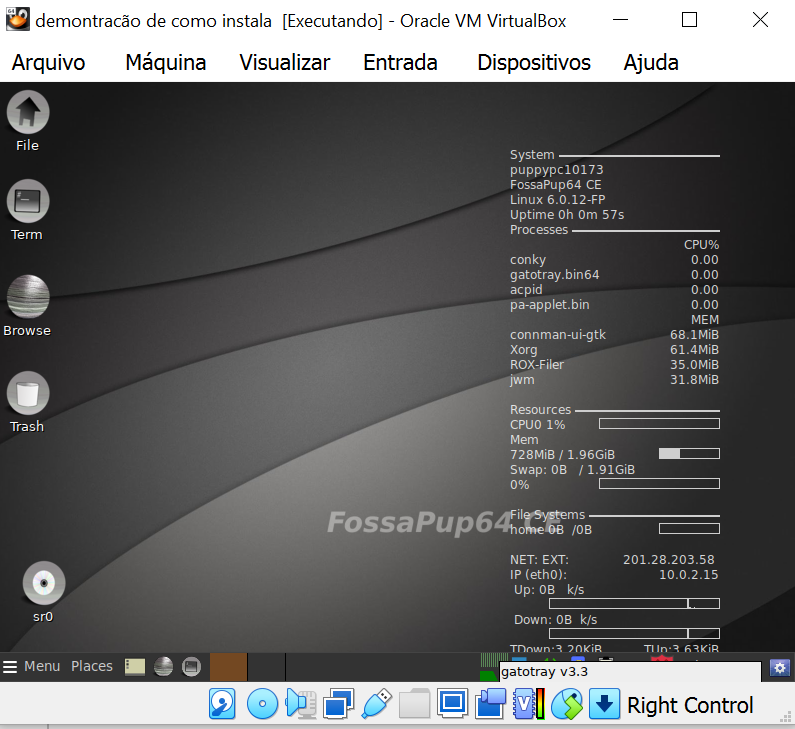 demontracão de como instala [Executando] - Oracle VM VirtualBox
Arquivo Máquina Visualizar Entrada Dispositivos Ajuda
File
Term
Browse
Trash
sr0
System
puppypc10173
FossaPup64 CE
Linux 6.0.12-FP
Uptime 0h 0m 57s
Processes
CPU%
conky 0.00
gatotray.bin64 0.00
acpid 0.00
pa-applet.bin 0.00
MEM
connman-ui-gtk 68.1MiB
Xorg 61.4MiB
ROX-Filer 35.0MiB
jwm 31.8MiB
Resources
CPU0 1%
Mem
728MiB / 1.96GiB
Swap: 0B / 1.91GiB
0%
File Systems
FossaPup64 Ce
home 0B /0B
NET: EXT: 201.28.203.58
IP (eth0): 10.0.2.15
Up: 0B k/s
Down: 0B k/s
TDown:3.20KiB TUp:3.63KiB
Menu Places
gatotray v3.3
Right Control